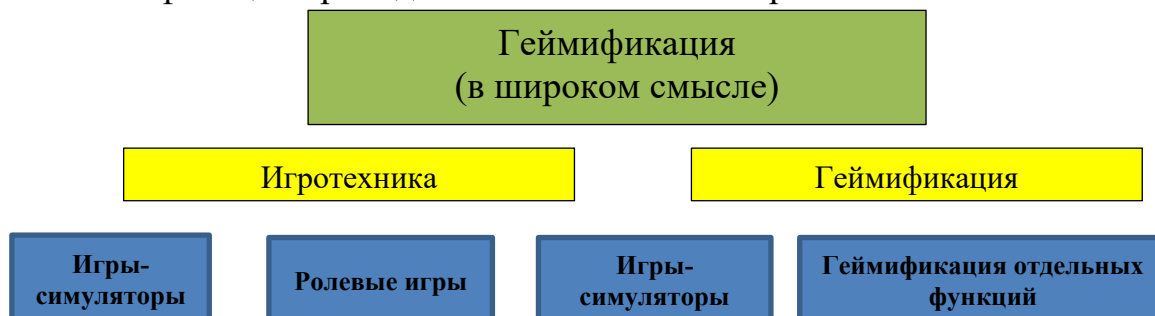 Геймификация
(в широком смысле)
Игротехника
Геймификация
Игры-
симуляторы
Ролевые игры
Игры-
симуляторы
Геймификация отдельных
функций